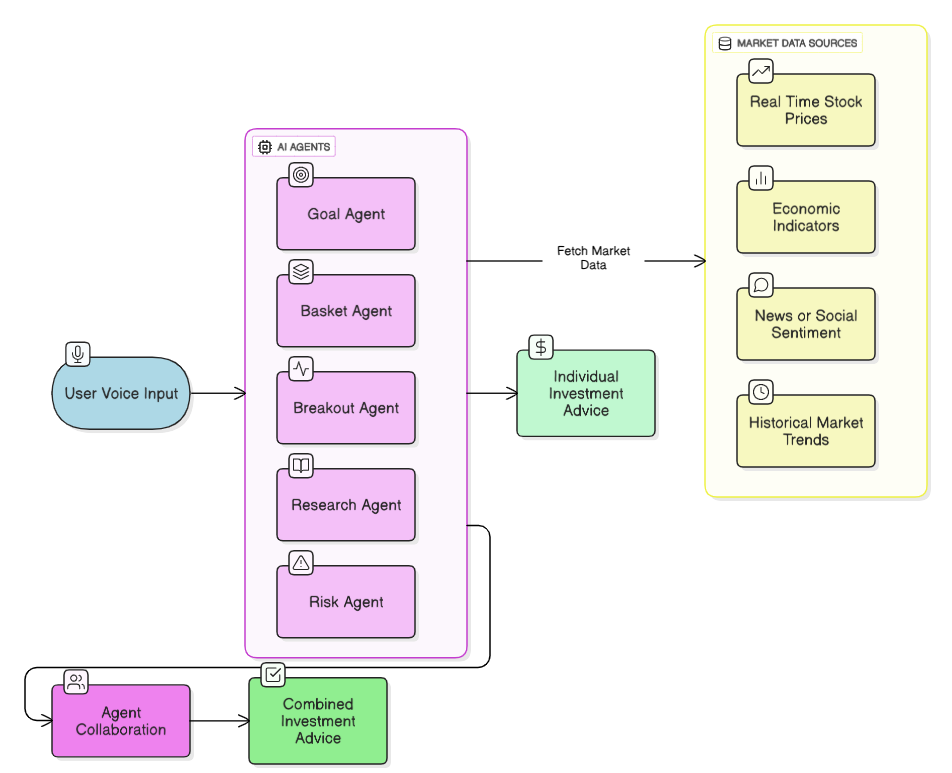 MARKET DATA SOURCES
Real Time Stock
Prices
Economic
Indicators
News or Social
Sentiment
Historical Market
Trends
AI AGENTS
Goal Agent
Basket Agent
Breakout Agent
Research Agent
Risk Agent
Fetch Market
Data
User Voice Input
Individual
Investment
Advice
Agent
Collaboration
Combined
Investment
Advice